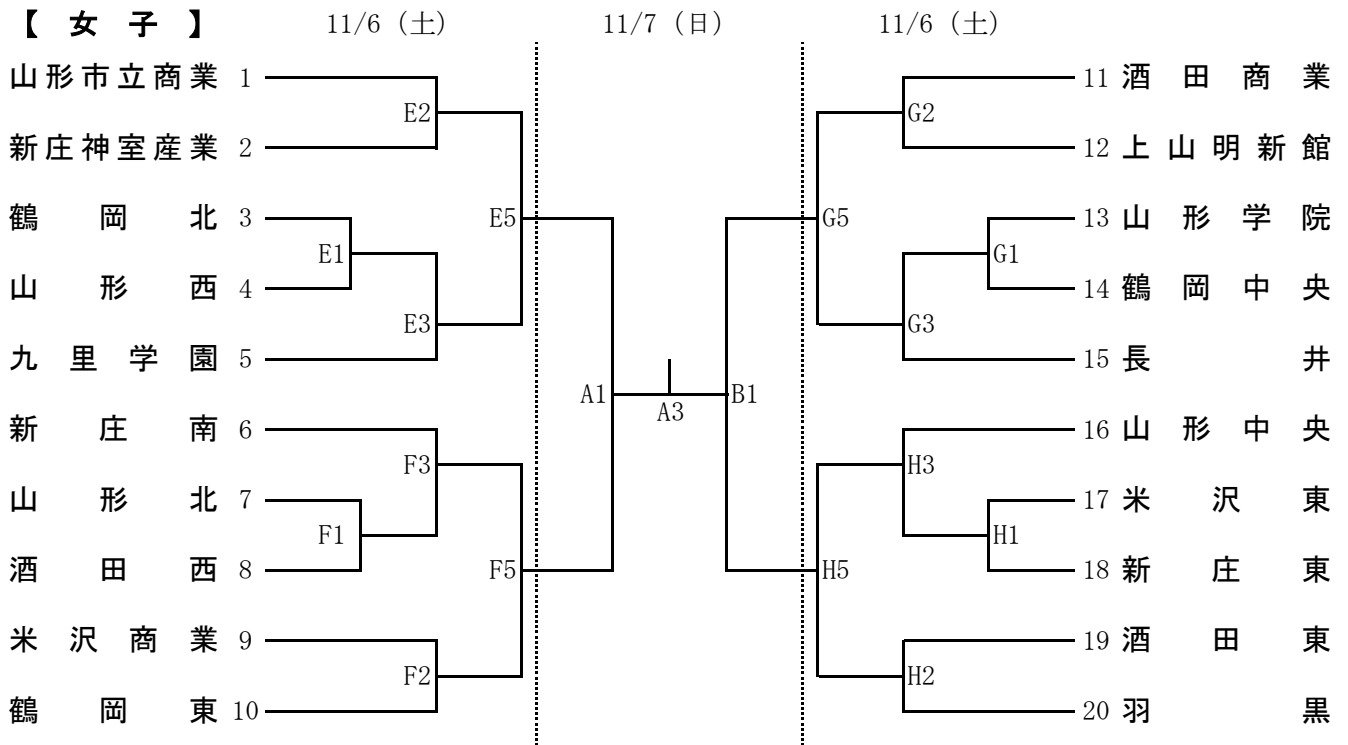 【 女 子 】 11/6 (土) 11/7 (日) 11/6 (土)
山形市立商業 1 11 酒田商業
E2 G2
新庄神室産業 2 12 上山明新館
鶴岡北 3 E5 G5 13 山形学院
E1 G1
山形西 4 14 鶴岡中央
E3 G3
九里学園 5 15 長井
A1 B1
A3
新庄南 6 16 山形中央
F3 H3
山形北 7 17 米沢東
F1 H1
酒田西 8 F5 H5 18 新庄東
米沢商業 9 19 酒田東
F2 H2
鶴岡東 10 20 羽黒